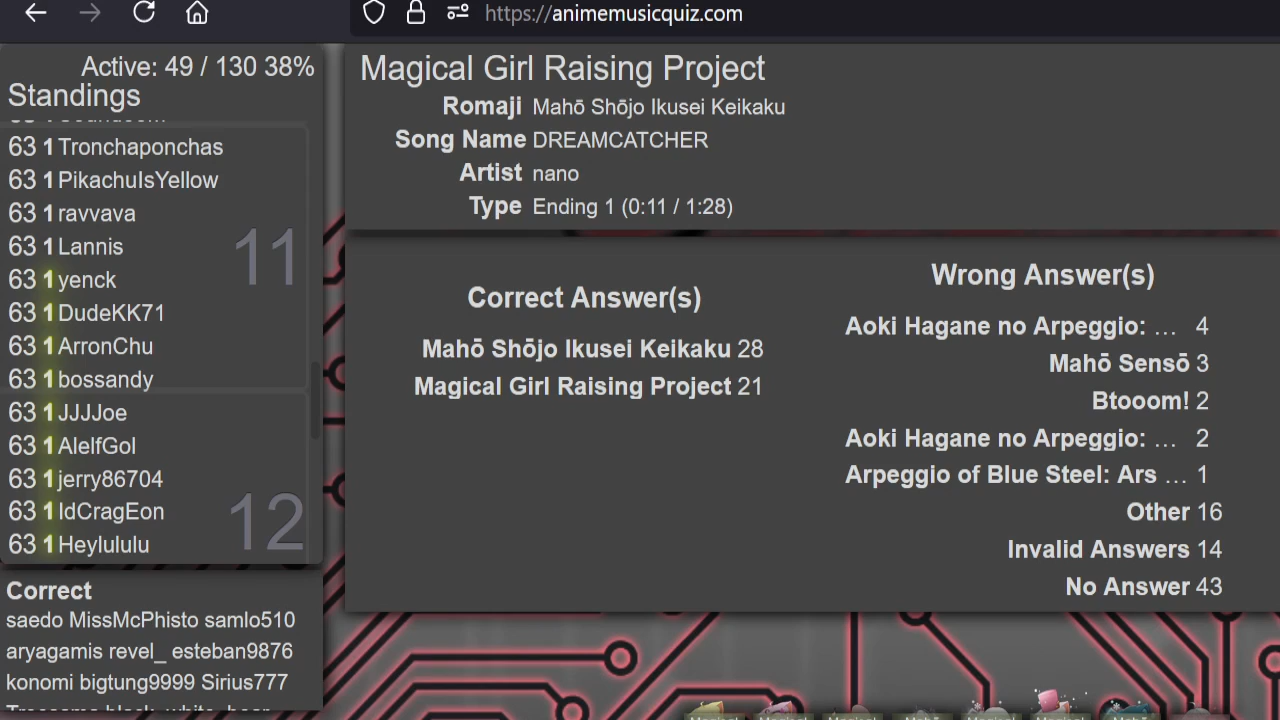 https://animemusicquiz.com
Active: 49 / 130 38%
Standings
63 1 Tronchaponchas
63 1 PikachuIsYellow
63 1 ravvava
63 1 Lannis
11
63 1 yenck
63 1 DudeKK71
63 1 ArronChu
63 1 bossandy
63 1 JJJJoe
63 1 AlelfGol
63 1 jerry86704
63 1 IdCragEon
12
63 1 Heylululu
Correct
saedo MissMcPhisto samlo510
aryagamis revel_ esteban9876
konomi bigtung9999 Sirius777
Magical Girl Raising Project
Romaji Mahō Shōjo Ikusei Keikaku
Song Name DREAMCATCHER
Artist nano
Type Ending 1 (0:11 / 1:28)
Correct Answer(s)
Mahō Shōjo Ikusei Keikaku 28
Magical Girl Raising Project 21
Wrong Answer(s)
Aoki Hagane no Arpeggio: ... 4
Mahō Sensō 3
Btooom! 2
Aoki Hagane no Arpeggio: ... 2
Arpeggio of Blue Steel: Ars ... 1
Other 16
Invalid Answers 14
No Answer 43